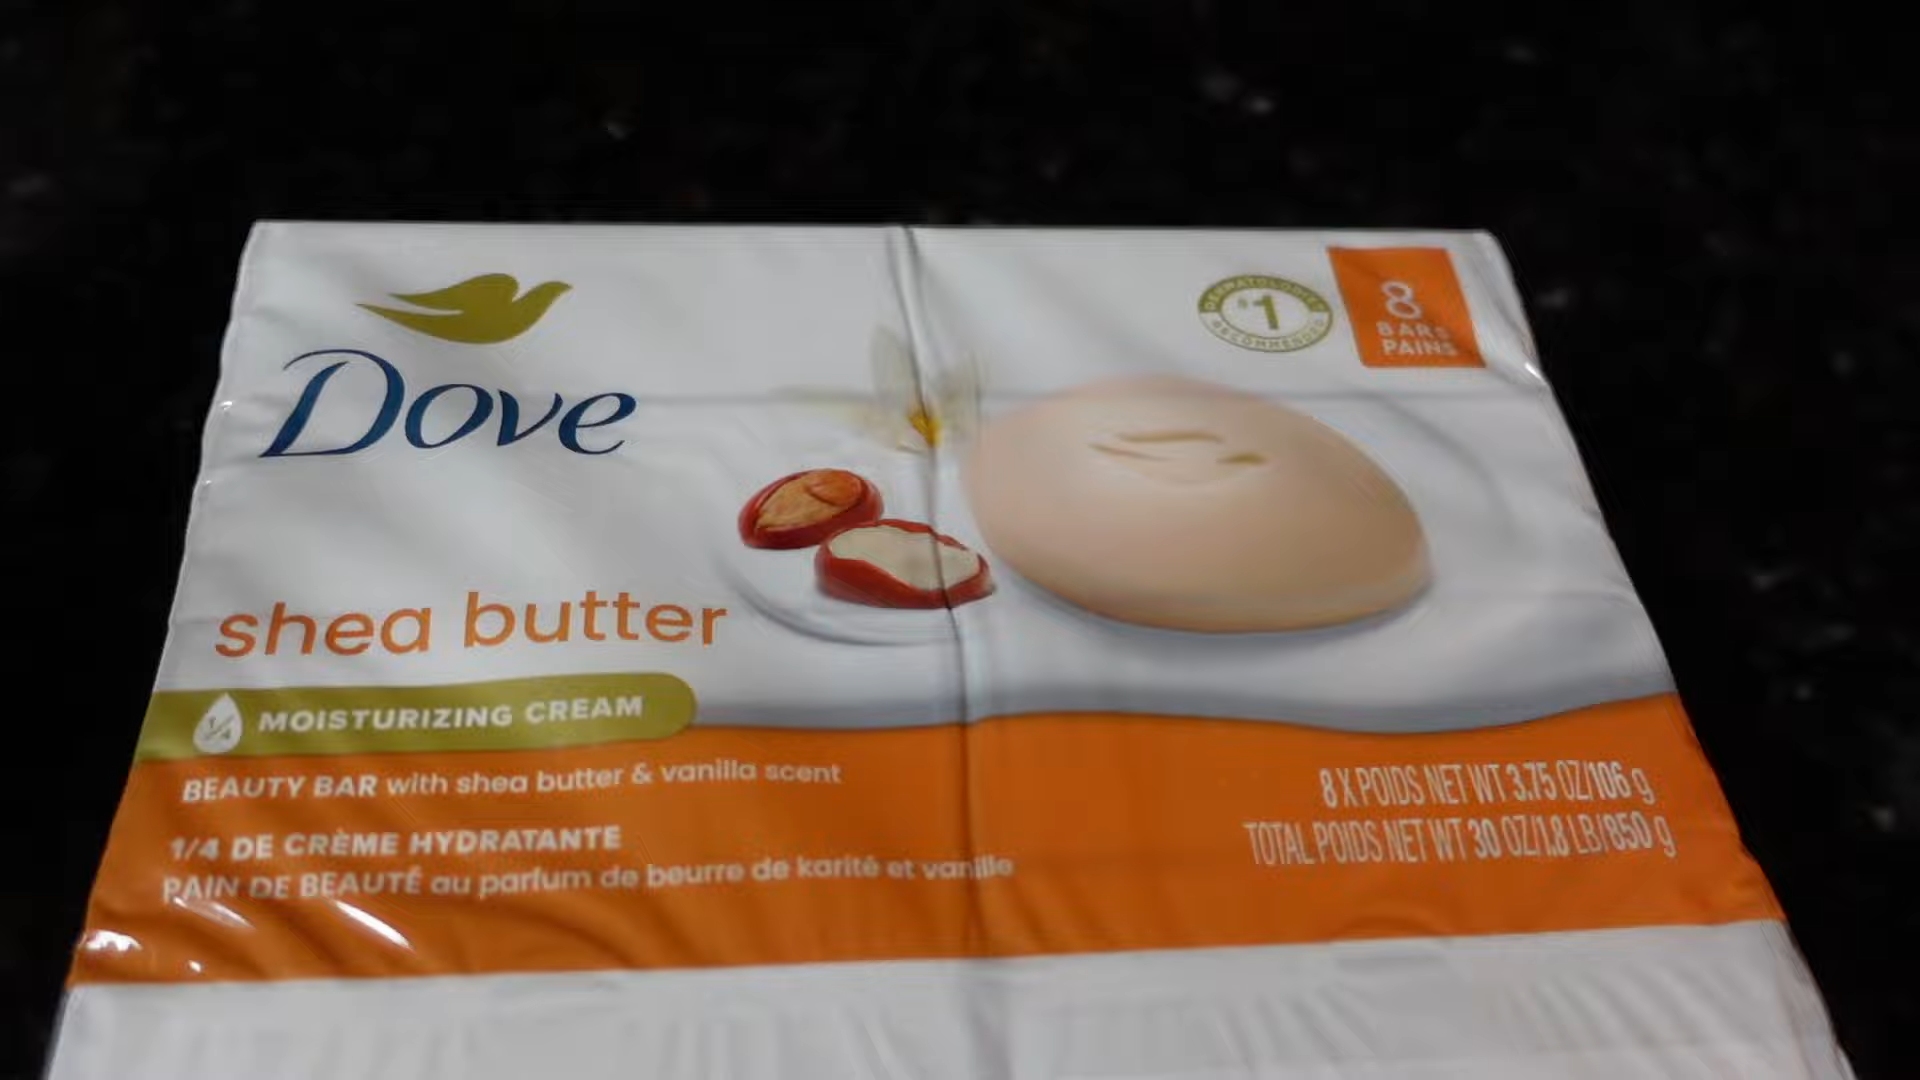 Dove
DERMATOLOGIST
#1
RECOMMENDED
8
BARS
PAINS
shea butter
1/4 MOISTURIZING CREAM
BEAUTY BAR with shea butter & vanilla scent
1/4 DE CRÈME HYDRATANTE
PAIN DE BEAUTÉ au parfum de beurre de karité et vanille
8 X POIDS NET WT 3.75 OZ/106 g
TOTAL POIDS NET WT 30 OZ/1.8 LB/850 g